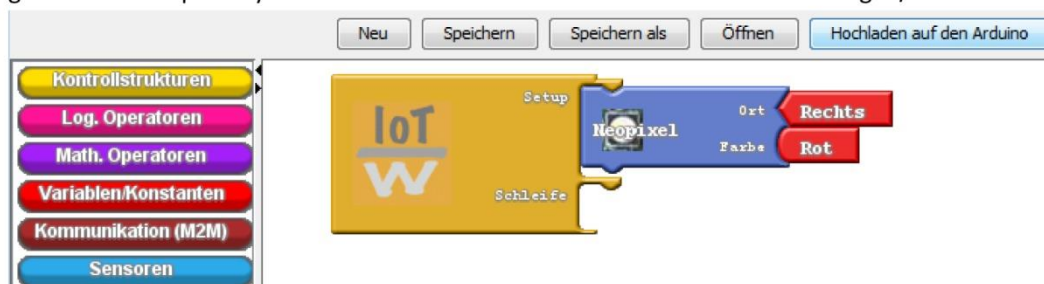 Neu Speichern Speichern als Öffnen Hochladen auf den Arduino
Kontrollstrukturen
Log. Operatoren
Math. Operatoren
Variablen/Konstanten
Kommunikation (M2M)
Sensoren
IoT
W
Setup
Schleife
Neopixel
Ort Rechts
Farbe Rot